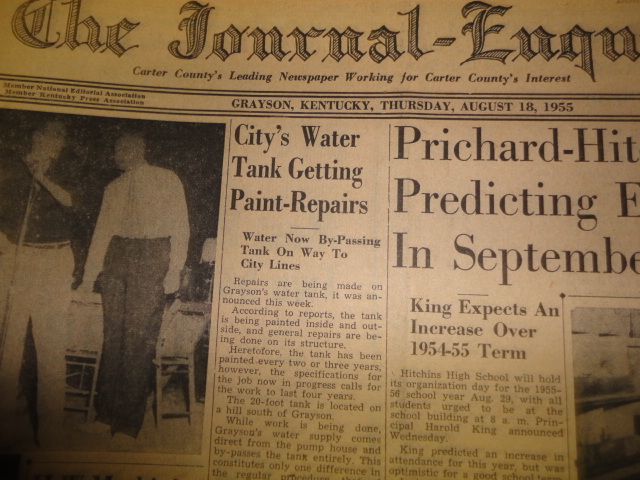 The Journal-Enqu
Carter County's Leading Newspaper Working for Carter County's Interest
Member National Editorial Association
Member Kentucky Press Association
GRAYSON, KENTUCKY, THURSDAY, AUGUST 18, 1955
City's Water
Tank Getting
Paint-Repairs
Water Now By-Passing
Tank On Way To
City Lines
Repairs are being made on
Grayson's water tank, it was an-
nounced this week.
According to reports, the tank
is being painted inside and out-
side, and general repairs are be-
ing done on its structure.
Heretofore, the tank has been
painted every two or three years,
however, the specifications for
the job now in progress calls for
the work to last four years.
The 20-foot tank is located on
a hill south of Grayson.
While work is being done,
Grayson's water supply comes
direct from the pump house and
by-passes the tank entirely. This
constitutes only one difference in
the regular procedure
Prichard-Hit
Predicting E
In Septembe
King Expects An
Increase Over
1954-55 Term
Hitchins High School will hold
its organization day for the 1955-
56 school year Aug. 29, with all
students urged to be at the
school building at 8 a. m. Prin-
cipal Harold King announced
Wednesday.
King predicted an increase in
attendance for this year, but was
optimistic for a good school